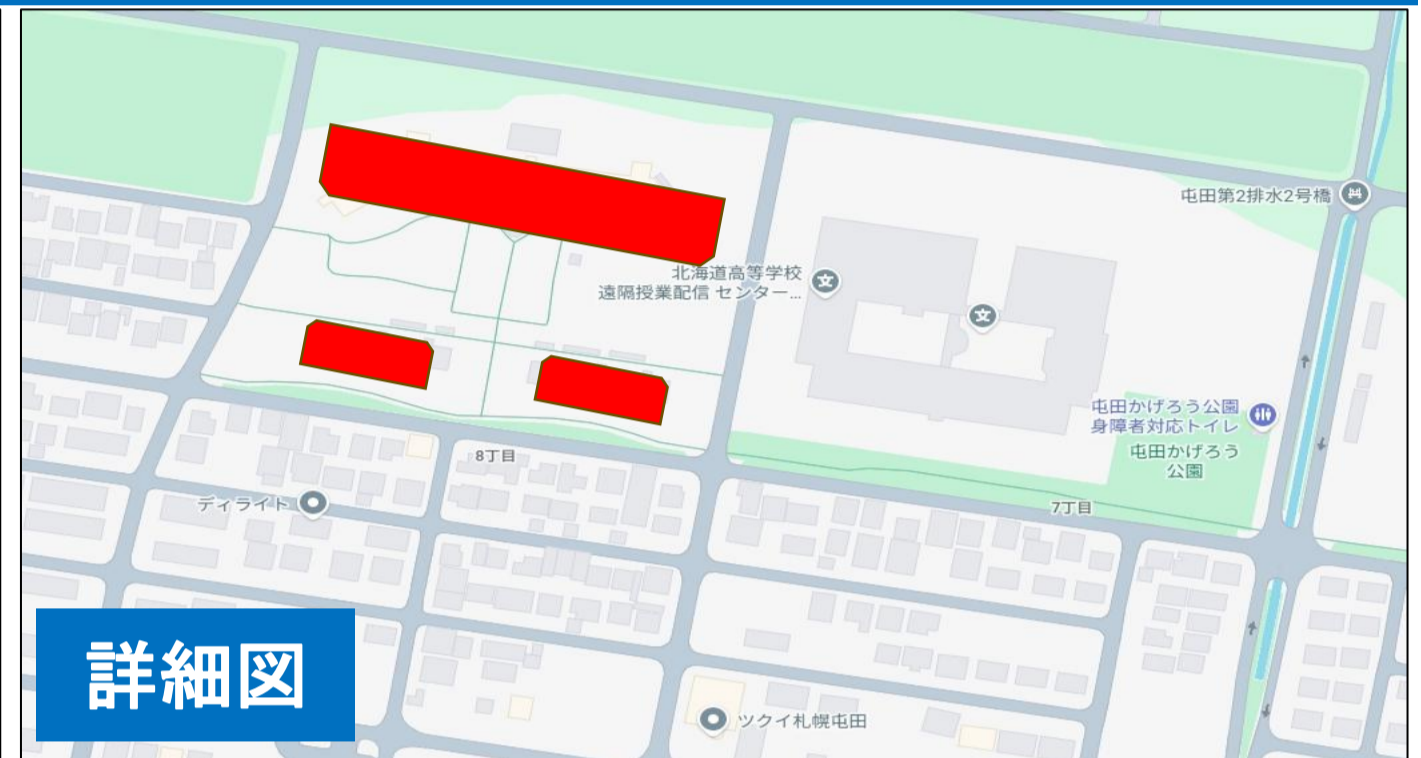 屯田第2排水2号橋
北海道高等学校
遠隔授業配信 センター...
文
文
屯田かげろう公園
身障者対応トイレ
屯田かげろう
公園
8丁目
7丁目
ディライト
詳細図
ツクイ札幌屯田